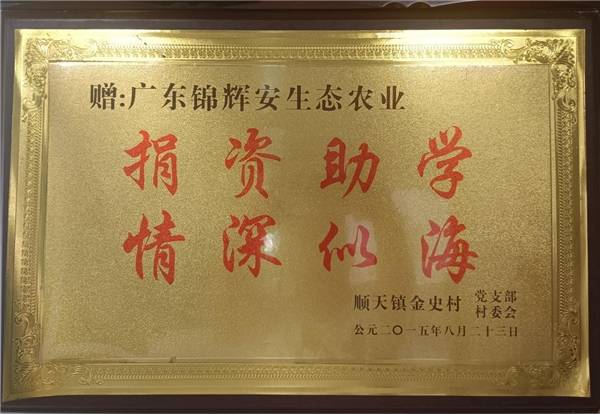 赠:广东锦辉安生态农业
捐资助学
情深似海
顺天镇金史村 党支部
村委会
公元二〇一五年八月二十三日